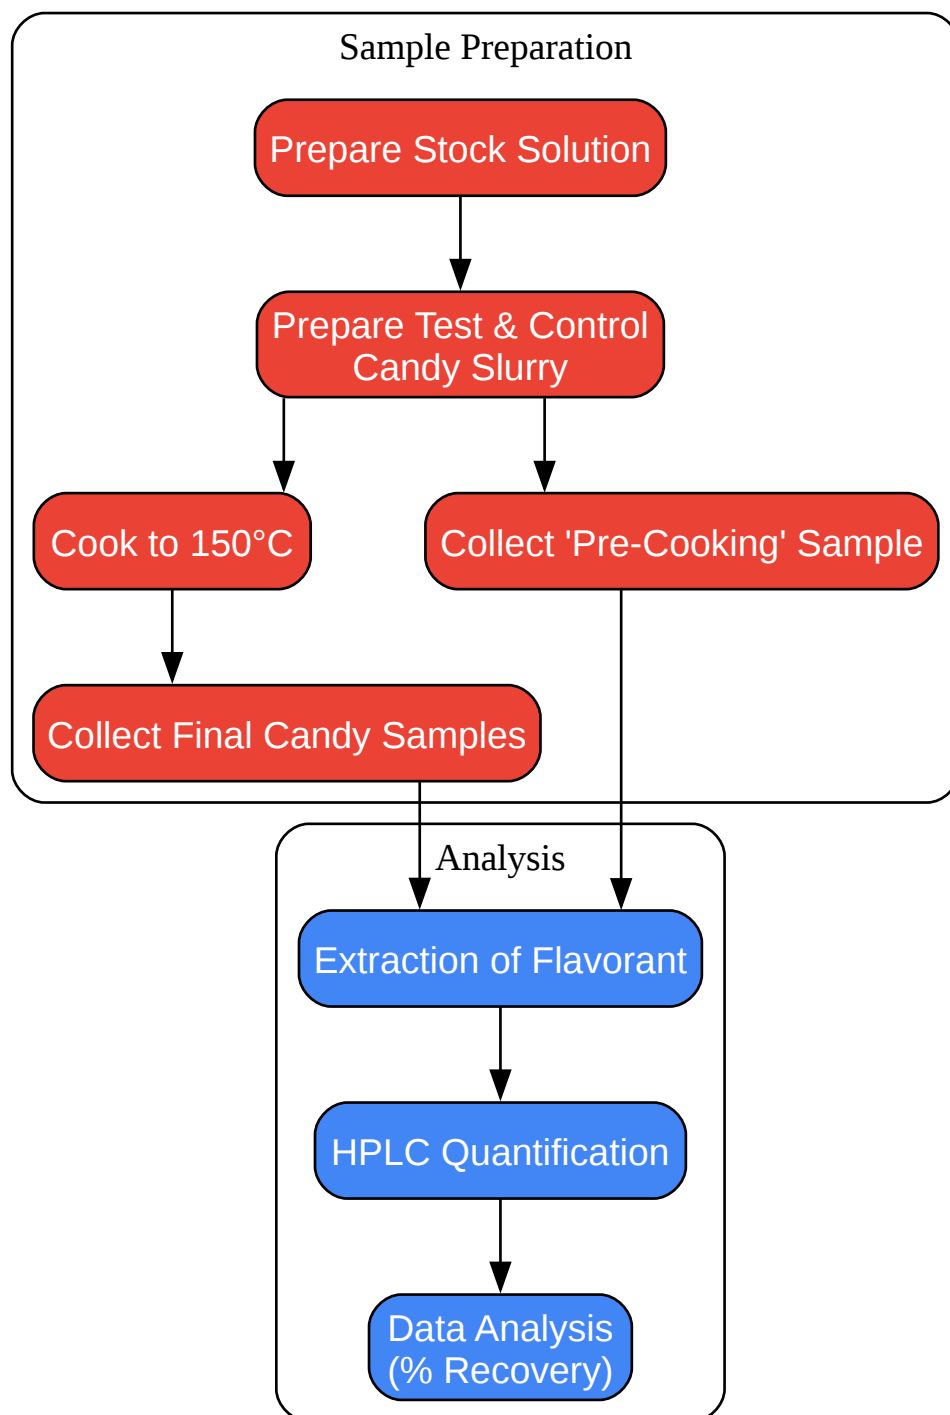 Sample Preparation
Prepare Stock Solution
Prepare Test & Control
Candy Slurry
Cook to 150°C
Collect 'Pre-Cooking' Sample
Collect Final Candy Samples
Analysis
Extraction of Flavorant
HPLC Quantification
Data Analysis
(% Recovery)